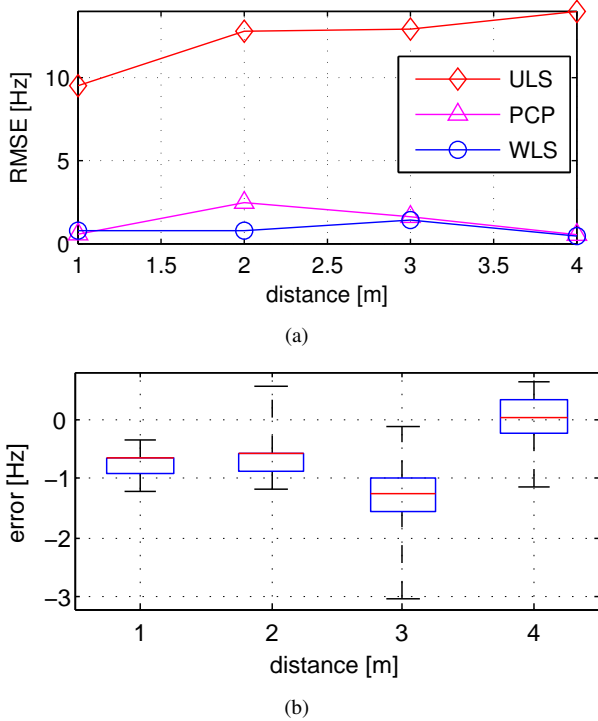 RMSE [Hz]
10
5
0
ULS
PCP
WLS
1 1.5 2 2.5 3 3.5 4
distance [m]
(a)
error [Hz]
0
−1
−2
−3
1 2 3 4
distance [m]
(b)